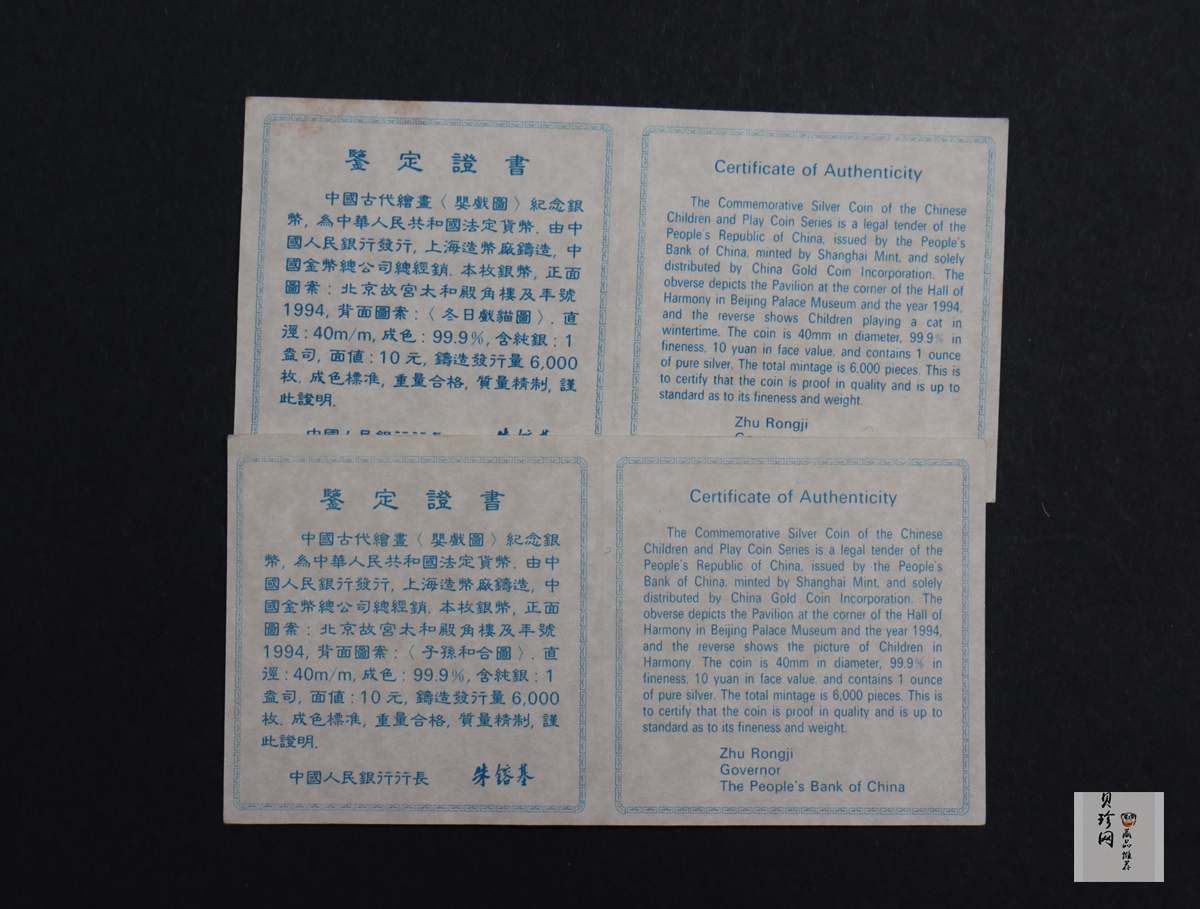 鑒定證書
中國古代繪畫〈嬰戲圖〉紀念銀
幣, 為中華人民共和國法定貨幣. 由中
國人民銀行發行, 上海造幣廠鑄造, 中
國金幣總公司總經銷. 本枚銀幣, 正面
圖案: 北京故宮太和殿角樓及年號
1994, 背面圖案:〈冬日戲貓圖〉. 直
徑: 40m/m, 成色: 99.9%, 含純銀: 1
盎司, 面值: 10元, 鑄造發行量 6,000
枚. 成色標准, 重量合格, 質量精制, 謹
此證明.
中國人民銀行行長 朱鎔基
Certificate of Authenticity
The Commemorative Silver Coin of the Chinese
Children and Play Coin Series is a legal tender of the
People's Republic of China, issued by the People's
Bank of China, minted by Shanghai Mint, and solely
distributed by China Gold Coin Incorporation. The
obverse depicts the Pavilion at the corner of the Hall of
Harmony in Beijing Palace Museum and the year 1994,
and the reverse shows Children playing a cat in
wintertime. The coin is 40mm in diameter, 99.9% in
fineness, 10 yuan in face value. and contains 1 ounce
of pure silver. The total mintage is 6,000 pieces. This is
to certify that the coin is proof in quality and is up to
standard as to its fineness and weight.
Zhu Rongji
鑒定證書
中國古代繪畫〈嬰戲圖〉紀念銀
幣, 為中華人民共和國法定貨幣. 由中
國人民銀行發行, 上海造幣廠鑄造, 中
國金幣總公司總經銷. 本枚銀幣, 正面
圖案: 北京故宮太和殿角樓及年號
1994, 背面圖案:〈子孫和合圖〉. 直
徑: 40m/m, 成色: 99.9%, 含純銀: 1
盎司, 面值: 10元, 鑄造發行量 6,000
枚. 成色標准, 重量合格, 質量精制, 謹
此證明.
中國人民銀行行長 朱鎔基
Certificate of Authenticity
The Commemorative Silver Coin of the Chinese
Children and Play Coin Series is a legal tender of the
People's Republic of China, issued by the People's
Bank of China, minted by Shanghai Mint, and solely
distributed by China Gold Coin Incorporation. The
obverse depicts the Pavilion at the corner of the Hall of
Harmony in Beijing Palace Museum and the year 1994,
and the reverse shows the picture of Children in
Harmony. The coin is 40mm in diameter, 99.9% in
fineness, 10 yuan in face value. and contains 1 ounce
of pure silver. The total mintage is 6,000 pieces. This is
to certify that the coin is proof in quality and is up to
standard as to its fineness and weight.
Zhu Rongji
Governor
The People's Bank of China
贝珍网
藏品推荐